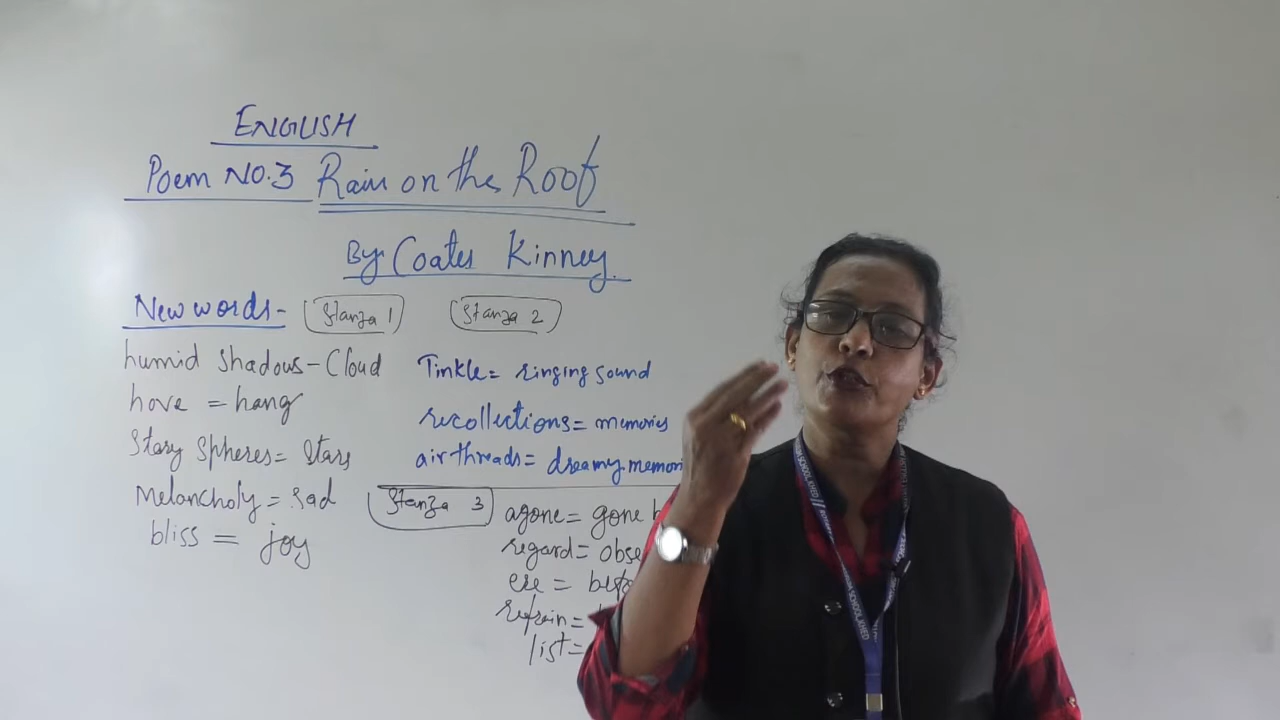 ENGLISH
Poem NO.3 Rain on the Roof
By: Coates Kinney.
New words- Stanza 1 Stanza 2
humid Shadows-Cloud
hove = hang
Stary Spheres= Stars
Melancholy = Sad
bliss = joy
Tinkle= ringing sound
recollections= memories
air threads= dreamy memori
Stanza 3
agone= gone b
regard= obse
ere = befo
refrain=
list=
SCHOOL, KHED